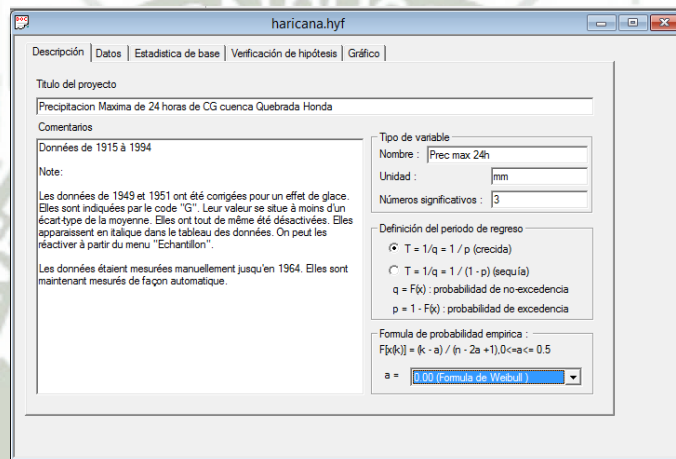 haricana.hyf
Descripción
Datos
Estadistica de base
Verificación de hipótesis
Gráfico
Titulo del proyecto
Precipitacion Maxima de 24 horas de CG cuenca Quebrada Honda
Comentarios
Données de 1915 à 1994
Note:
Les données de 1949 et 1951 ont été corrigées pour un effet de glace.
Elles sont indiquées par le code "G". Leur valeur se situe à moins d'un
écart-type de la moyenne. Elles ont tout de même été désactivées. Elles
apparaissent en italique dans le tableau des données. On peut les
réactiver à partir du menu "Echantillon".
Les données étaient mesurées manuellement jusqu'en 1964. Elles sont
maintenant mesurés de façon automatique.
Tipo de variable
Nombre : Prec max 24h
Unidad : mm
Números significativos : 3
Definición del periodo de regreso
T = 1/q = 1 / p (crecida)
T = 1/q = 1 / (1 - p) (sequía)
q = F(x) : probabilidad de no-excedencia
p = 1 - F(x) : probabilidad de excedencia
Formula de probabilidad empirica :
F[x(k)] = (k - a) / (n - 2a +1),0<=a<= 0.5
a = 0.00 (Formula de Weibull )